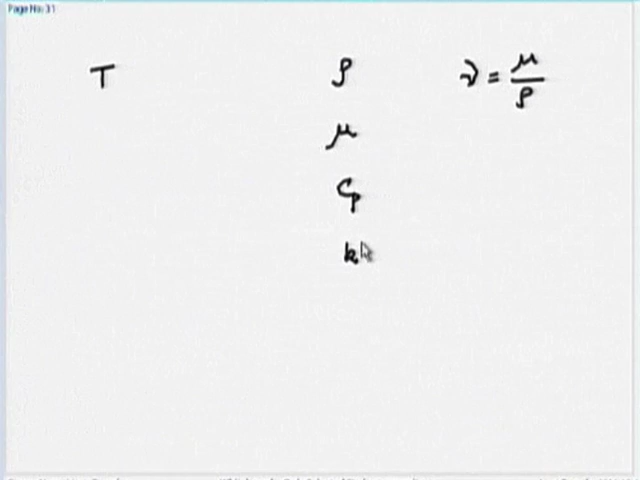 Page No: 31
T ρ ν = μ/ρ
μ
Cp
k